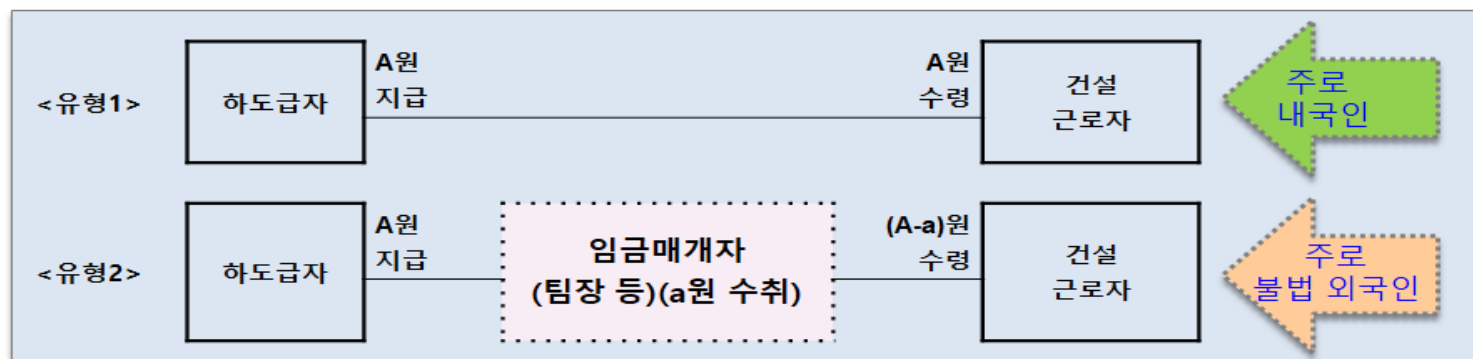 <유형1>
하도급자
A원
지급
A원
수령
건설
근로자
주로
내국인
<유형2>
하도급자
A원
지급
임금매개자
(팀장 등)(a원 수취)
(A-a)원
수령
건설
근로자
주로
불법 외국인